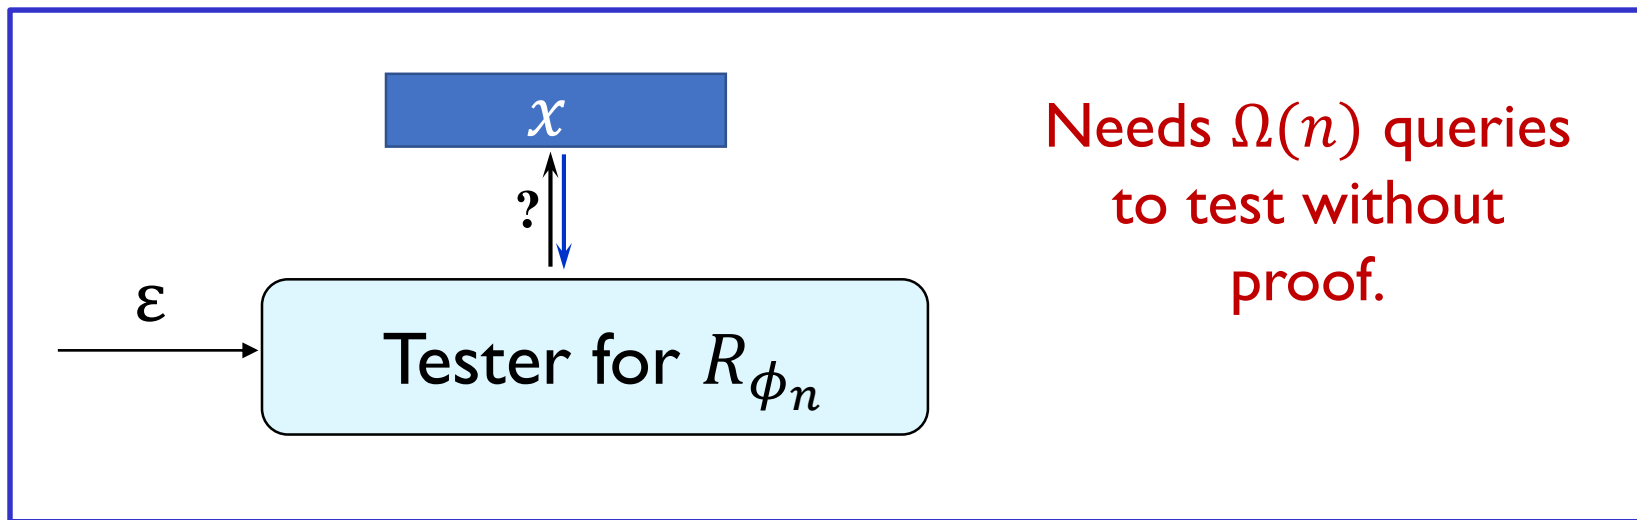 x
?
ε
Tester for R_{ϕ_n}
Needs Ω(n) queries
to test without
proof.